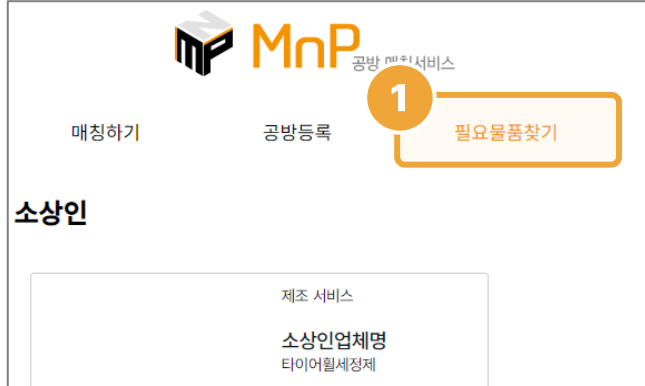 MnP 공방 매칭서비스
1
매칭하기 공방등록 필요물품찾기
소상인
제조 서비스
소상인업체명
타이어휠세정제